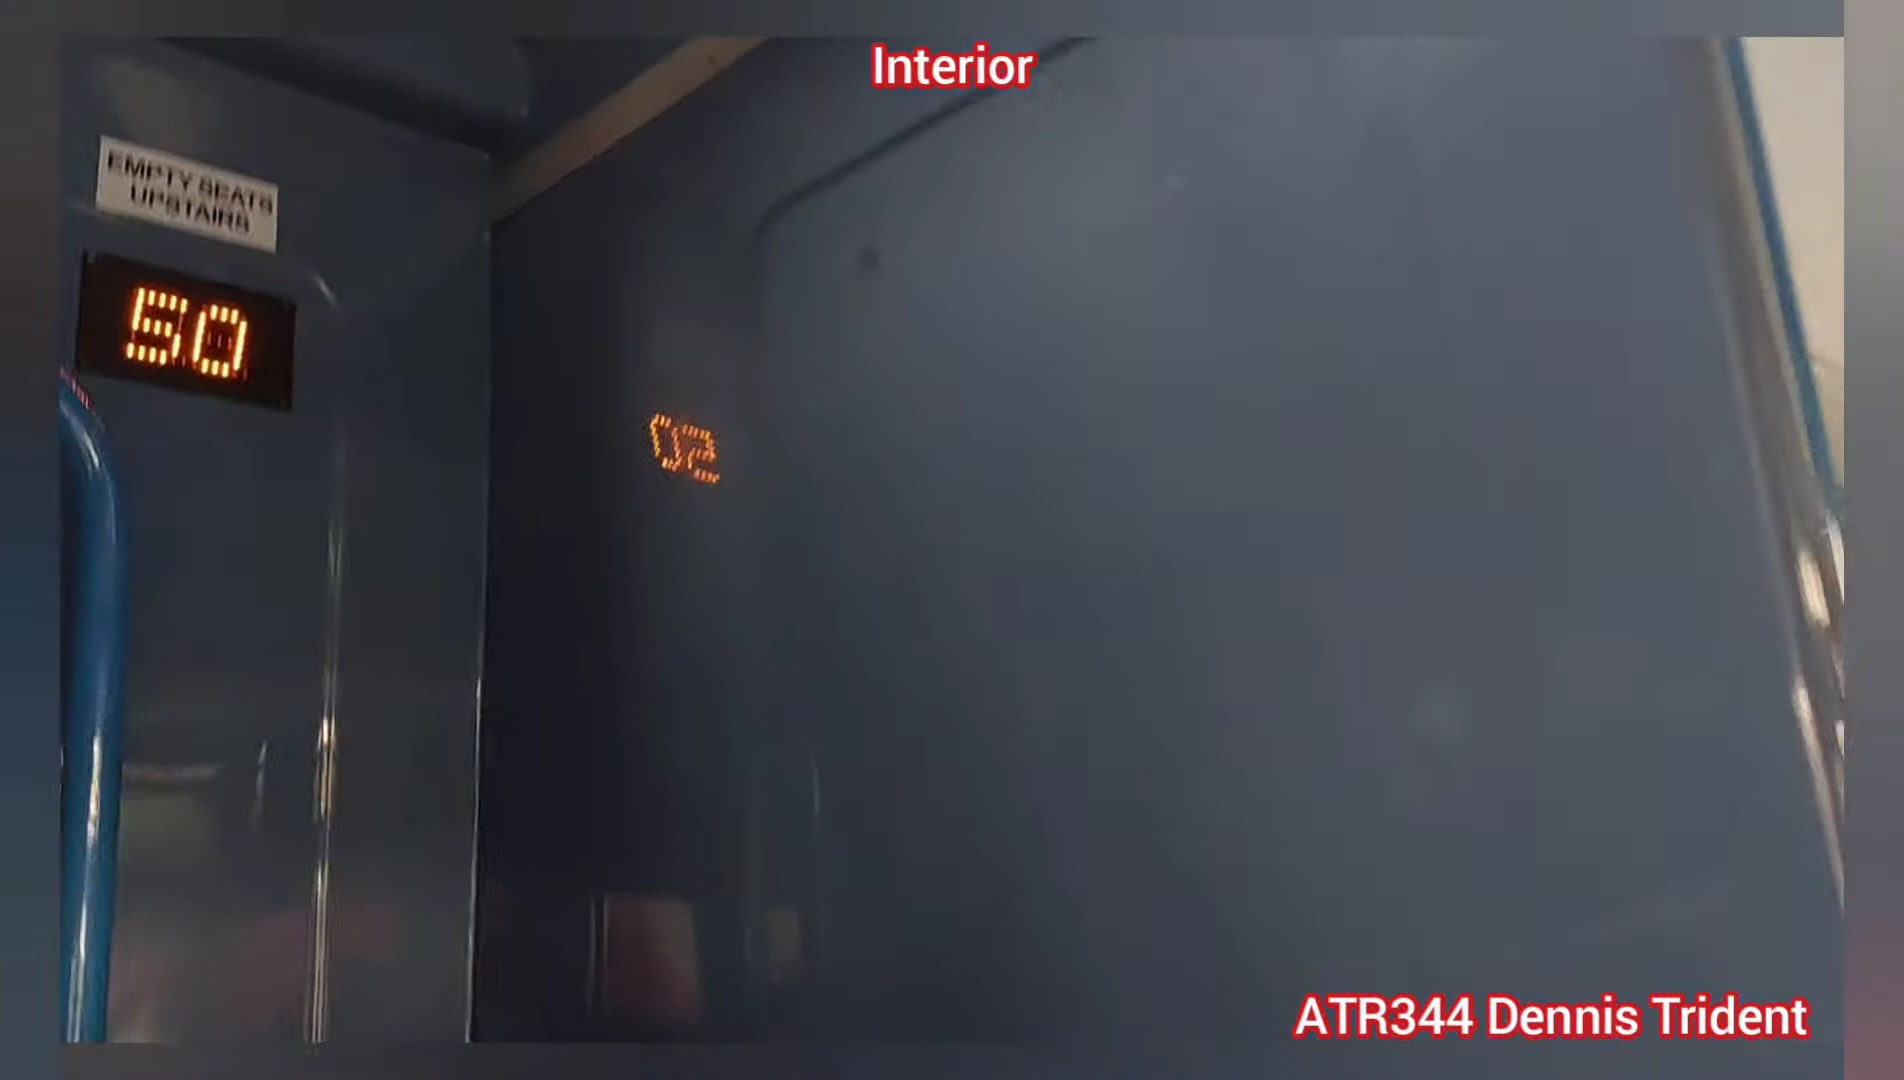 Interior
EMPTY SEATS
UPSTAIRS
50
ATR344 Dennis Trident